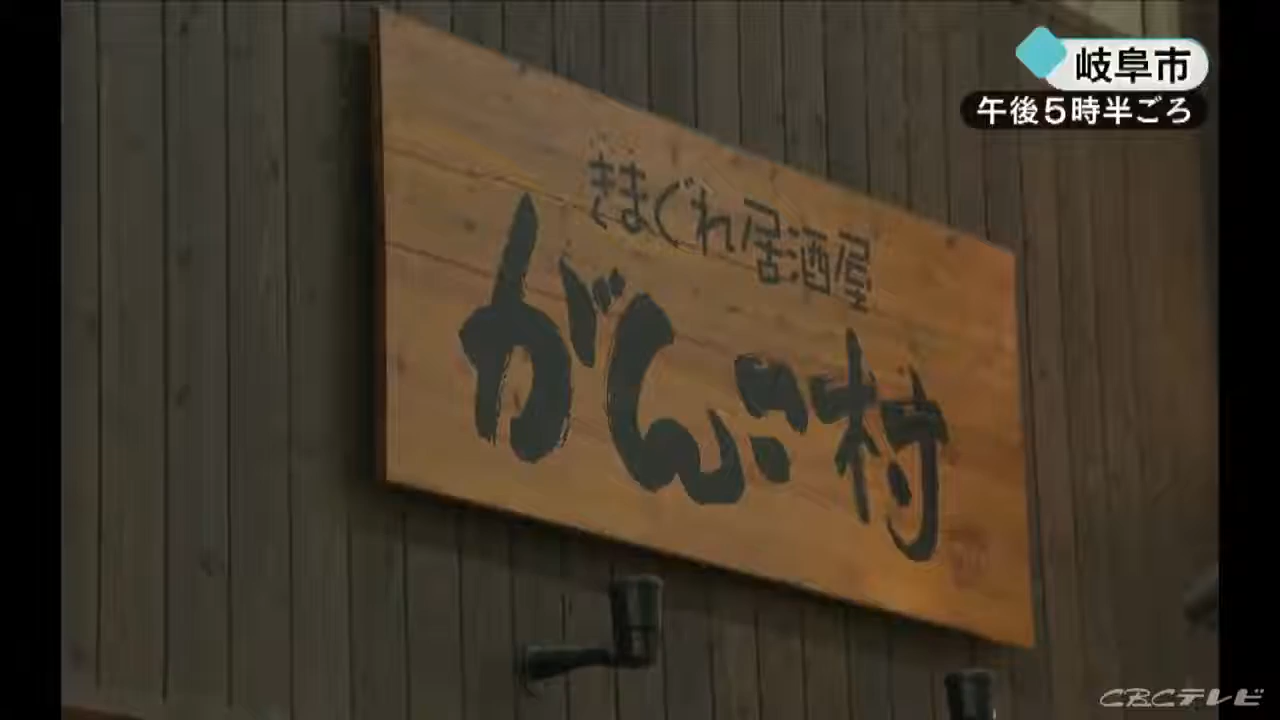 岐阜市
午後5時半ごろ
きまぐれ居酒屋
がんこ村
CBCテレビ